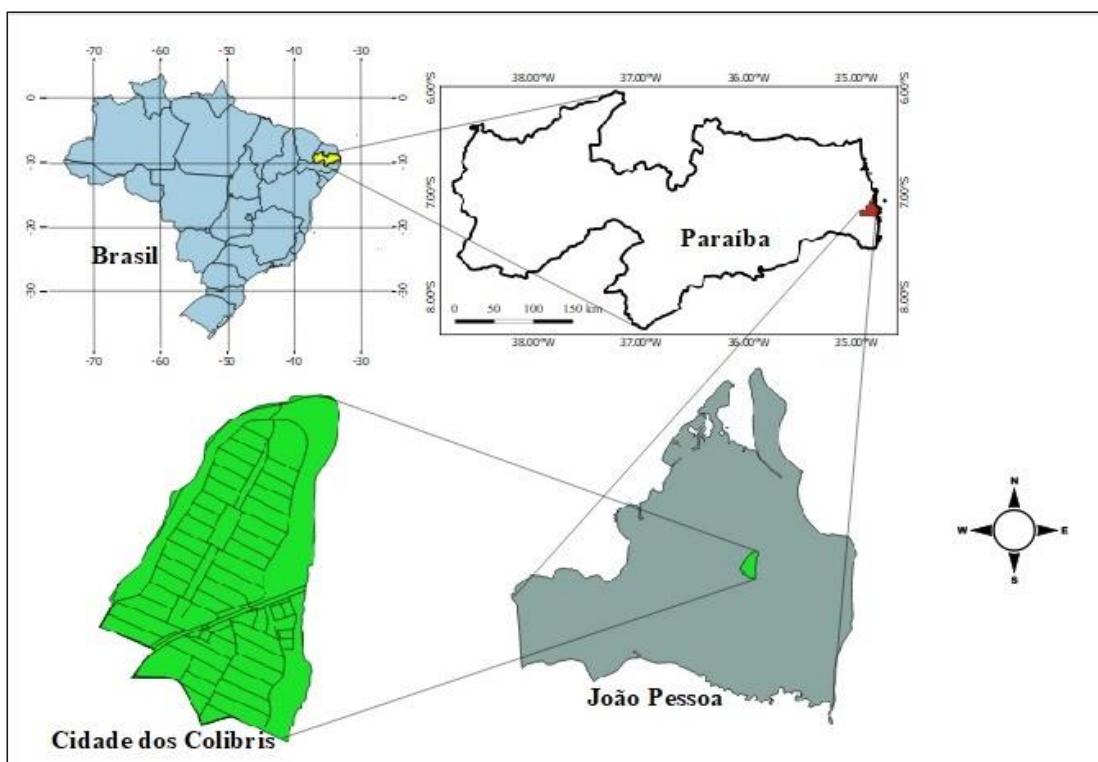 -70 -60 -50 -40 -30
0 0
-10 -10
-20 -20
-30 -30
-70 -60 -50 -40 -30
Brasil
38.00°W 37.00°W 36.00°W 35.00°W
6.00°S 6.00°S
7.00°S 7.00°S
8.00°S 8.00°S
Paraíba
0 50 100 150 km
38.00°W 37.00°W 36.00°W 35.00°W
N
W E
S
João Pessoa
Cidade dos Colibris